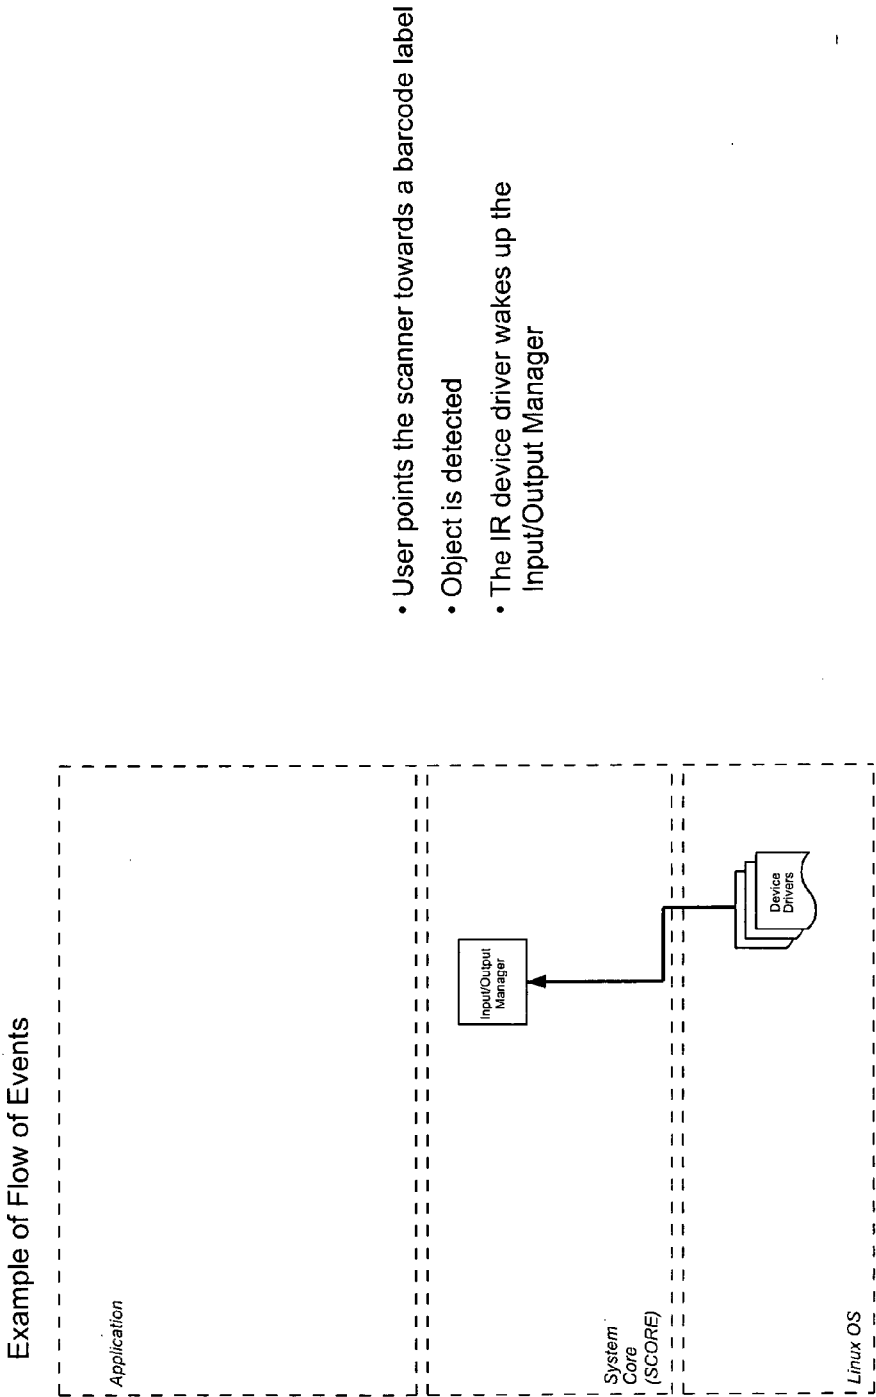 Example of Flow of Events
Application
Input/Output
Manager
System
Core
(SCORE)
Device
Drivers
Linux OS
• User points the scanner towards a barcode label
• Object is detected
• The IR device driver wakes up the
Input/Output Manager